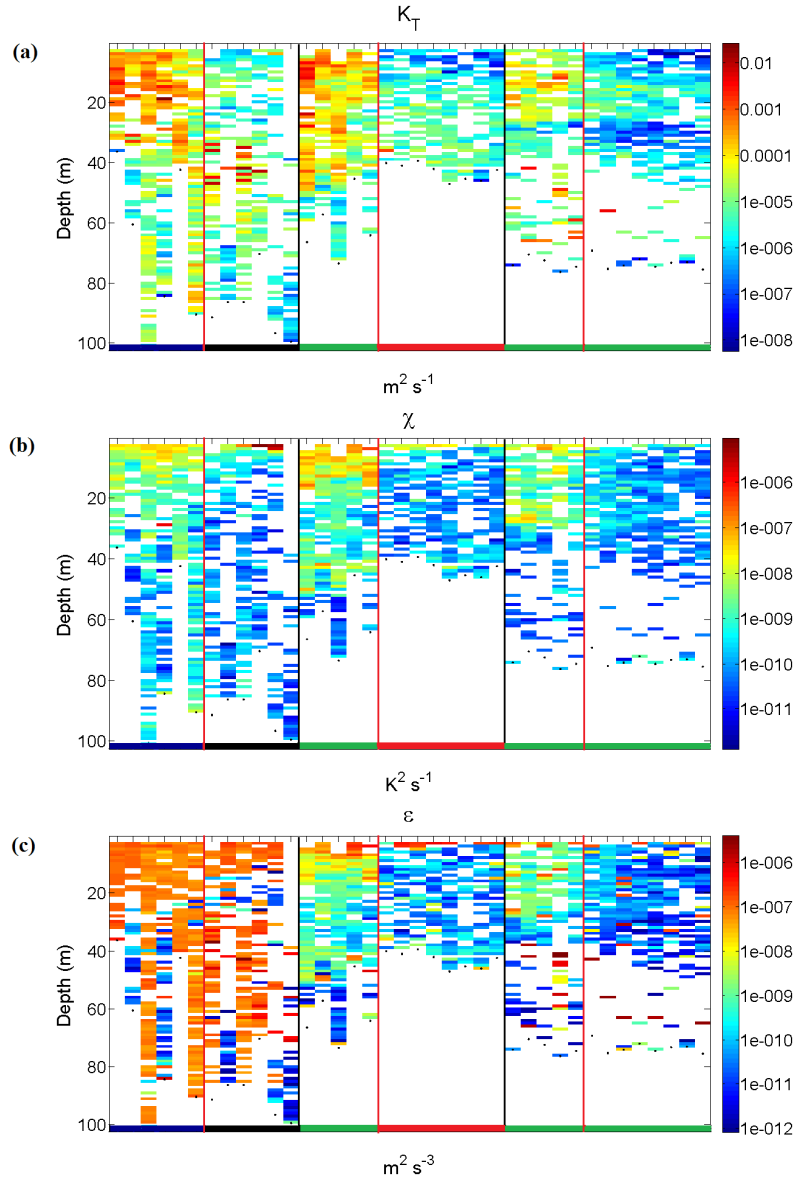 K_T
(a)
0.01
0.001
0.0001
1e-005
1e-006
1e-007
1e-008
20
40
60
80
100
Depth (m)
m² s⁻¹
χ
(b)
1e-006
1e-007
1e-008
1e-009
1e-010
1e-011
20
40
60
80
100
Depth (m)
K² s⁻¹
ε
(c)
1e-006
1e-007
1e-008
1e-009
1e-010
1e-011
1e-012
20
40
60
80
100
Depth (m)
m² s⁻³